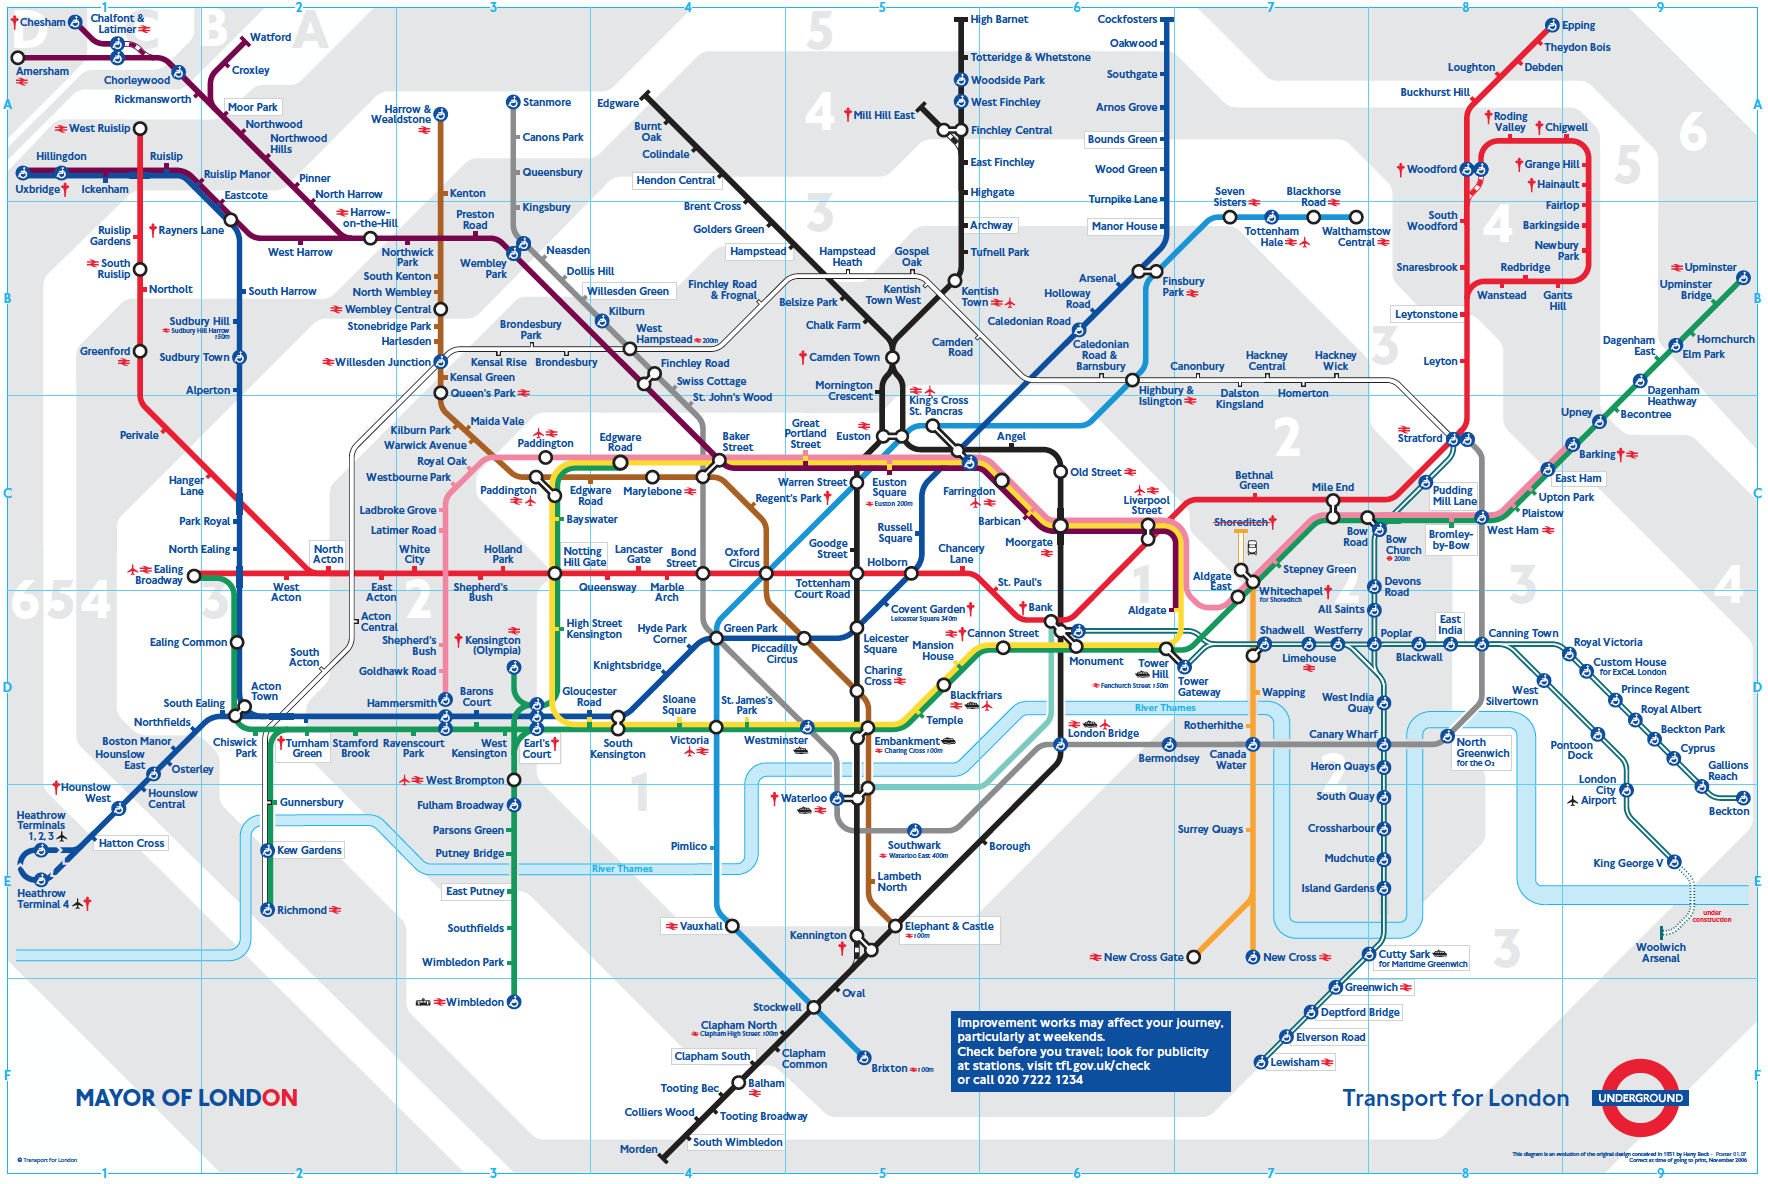 1
2
3
4
5
6
7
8
9
A
B
C
D
E
F
D
C
B
A
5
4
3
Chesham
Chalfont &
Latimer
Watford
Amersham
Chorleywood
Croxley
Rickmansworth
Moor Park
Northwood
Northwood
Hills
West Ruislip
Hillingdon
Ruislip
Uxbridge
Ickenham
Ruislip Manor
Pinner
North Harrow
Eastcote
Harrow-
on-the-Hill
Ruislip
Gardens
Rayners Lane
West Harrow
South
Ruislip
Northolt
South Harrow
Sudbury Hill
Sudbury Hill Harrow
150m
Greenford
Sudbury Town
Alperton
Perivale
Hanger
Lane
Park Royal
North Ealing
Ealing
Broadway
North
Acton
West
Acton
East
Acton
White
City
Shepherd's
Bush
Holland
Park
Notting
Hill Gate
Lancaster
Gate
Queensway
Bond
Street
Marble
Arch
Oxford
Circus
Tottenham
Court Road
Holborn
Chancery
Lane
St. Paul's
Bank
Harrow &
Wealdstone
Kenton
Preston
Road
Northwick
Park
South Kenton
North Wembley
Wembley Central
Stonebridge Park
Harlesden
Willesden Junction
Kensal Green
Queen's Park
Kilburn Park
Maida Vale
Warwick Avenue
Royal Oak
Westbourne Park
Ladbroke Grove
Latimer Road
Shepherd's
Bush
Goldhawk Road
Hammersmith
Stanmore
Canons Park
Queensbury
Kingsbury
Wembley
Park
Neasden
Dollis Hill
Willesden Green
Kilburn
West
Hampstead
200m
Finchley Road
Swiss Cottage
St. John's Wood
Brondesbury
Park
Kensal Rise
Brondesbury
Finchley Road
& Frognal
Hampstead
Heath
Gospel
Oak
Kentish
Town West
Camden
Road
Caledonian
Road &
Barnsbury
Highbury &
Islington
Canonbury
Dalston
Kingsland
Hackney
Central
Homerton
Hackney
Wick
Edgware
Burnt
Oak
Colindale
Hendon Central
Brent Cross
Golders Green
Hampstead
Belsize Park
Chalk Farm
Camden Town
Mornington
Crescent
Euston
High Barnet
Totteridge & Whetstone
Woodside Park
West Finchley
Mill Hill East
Finchley Central
East Finchley
Highgate
Archway
Tufnell Park
Kentish
Town
Cockfosters
Oakwood
Southgate
Arnos Grove
Bounds Green
Wood Green
Turnpike Lane
Manor House
Arsenal
Finsbury
Park
Holloway
Road
Caledonian Road
King's Cross
St. Pancras
Angel
Old Street
Seven
Sisters
Blackhorse
Road
Tottenham
Hale
Walthamstow
Central
Epping
Theydon Bois
Loughton
Debden
Buckhurst Hill
Roding
Valley
Chigwell
Woodford
Grange Hill
Hainault
Fairlop
Barkingside
Newbury
Park
South
Woodford
Snaresbrook
Redbridge
Wanstead
Gants
Hill
Leytonstone
Leyton
Stratford
6
5
4
3
2
Upminster
Upminster
Bridge
Hornchurch
Dagenham
East
Elm Park
Dagenham
Heathway
Becontree
Upney
Barking
East Ham
Upton Park
Plaistow
West Ham
Pudding
Mill Lane
Bromley-
by-Bow
Bow
Road
Bow
Church
200m
Mile End
Bethnal
Green
Stepney Green
Devons
Road
All Saints
Paddington
Paddington
Edgware
Road
Edgware
Road
Marylebone
Baker
Street
Great
Portland
Street
Regent's Park
Warren Street
Euston
Square
Euston 200m
Russell
Square
Goodge
Street
Farringdon
Barbican
Moorgate
Liverpool
Street
Shoreditch
Aldgate
East
Whitechapel
for Shoreditch
Aldgate
Bayswater
High Street
Kensington
Kensington
(Olympia)
Hyde Park
Corner
Green Park
Knightsbridge
Piccadilly
Circus
Leicester
Square
Covent Garden
Leicester Square 340m
Charing
Cross
Mansion
House
Cannon Street
Monument
Tower
Hill
Fenchurch Street 150m
Tower
Gateway
Blackfriars
Temple
Embankment
Charing Cross 100m
St. James's
Park
Westminster
Victoria
Sloane
Square
South
Kensington
Gloucester
Road
Earl's
Court
Barons
Court
West
Kensington
Ravenscourt
Park
Stamford
Brook
Turnham
Green
Chiswick
Park
Acton
Town
South
Acton
Acton
Central
Ealing Common
South Ealing
Northfields
Boston Manor
Hounslow
East
Osterley
Hounslow
Central
Hounslow
West
Heathrow
Terminals
1, 2, 3
Hatton Cross
Heathrow
Terminal 4
Gunnersbury
Kew Gardens
Richmond
West Brompton
Fulham Broadway
Parsons Green
Putney Bridge
East Putney
Southfields
Wimbledon Park
Wimbledon
River Thames
River Thames
Pimlico
Vauxhall
Stockwell
Brixton
100m
Waterloo
Southwark
Waterloo East 400m
Lambeth
North
Elephant & Castle
100m
Kennington
Borough
Oval
Clapham North
Clapham High Street 100m
Clapham South
Clapham
Common
Tooting Bec
Balham
Colliers Wood
Tooting Broadway
South Wimbledon
Morden
London Bridge
Bermondsey
Canada
Water
Wapping
Rotherhithe
Surrey Quays
New Cross Gate
New Cross
Shadwell
Limehouse
Westferry
Poplar
Blackwall
East
India
Canning Town
Royal Victoria
Custom House
for ExCeL London
Prince Regent
Royal Albert
Beckton Park
Cyprus
Gallions
Reach
Beckton
West
Silvertown
Pontoon
Dock
London
City
Airport
King George V
under
construction
Woolwich
Arsenal
West India
Quay
Canary Wharf
North
Greenwich
for the O2
Heron Quays
South Quay
Crossharbour
Mudchute
Island Gardens
Cutty Sark
for Maritime Greenwich
Greenwich
Deptford Bridge
Elverson Road
Lewisham
6
5
4
3
2
1
1
2
3
4
2
3
Improvement works may affect your journey,
particularly at weekends.
Check before you travel; look for publicity
at stations, visit tfl.gov.uk/check
or call 020 7222 1234
MAYOR OF LONDON
Transport for London
UNDERGROUND
Transport for London
This diagram is an evolution of the original design conceived in 1931 by Harry Beck - Poster 01.07
Correct at time of going to print, November 2006
1
2
3
4
5
6
7
8
9